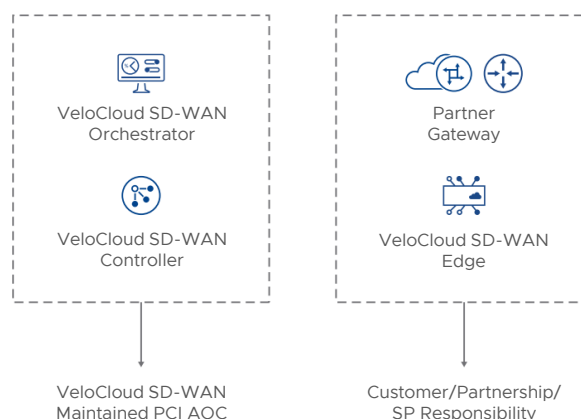 VeloCloud SD-WAN
Orchestrator
VeloCloud SD-WAN
Controller
VeloCloud SD-WAN
Maintained PCI AOC
Partner
Gateway
VeloCloud SD-WAN
Edge
Customer/Partnership/
SP Responsibility